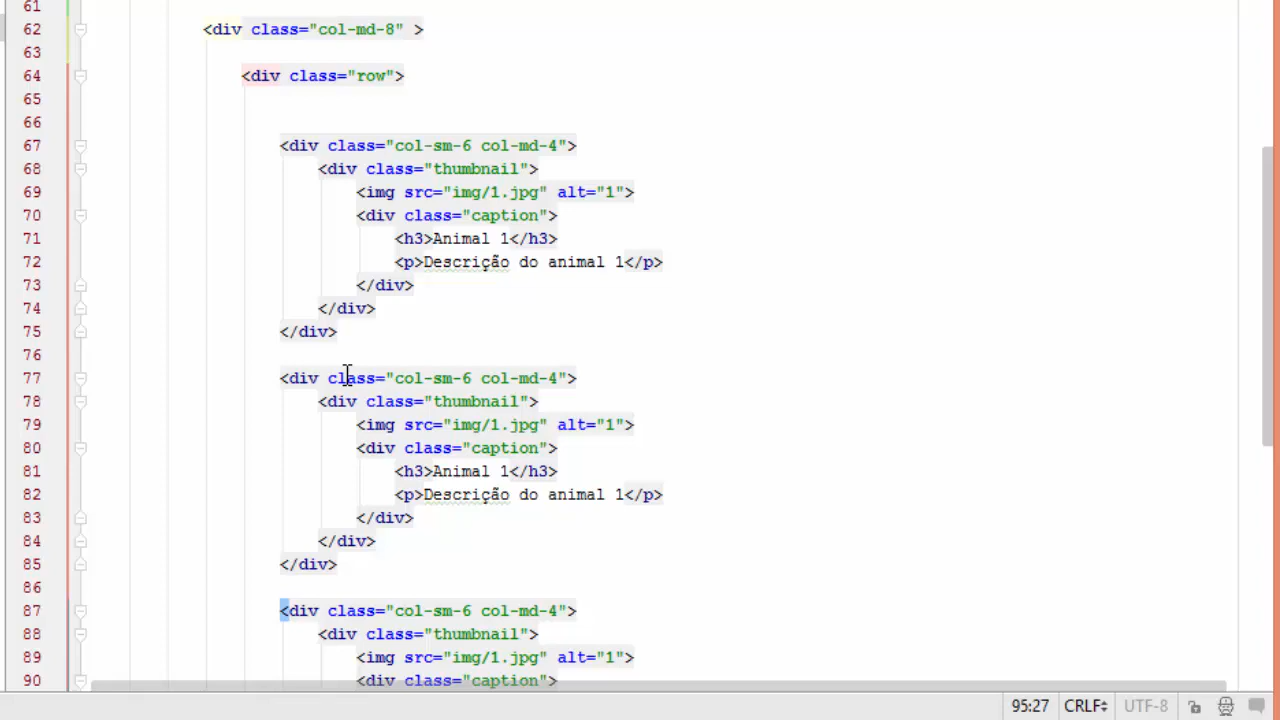 61
62 <div class="col-md-8" >
63
64 <div class="row">
65
66
67 <div class="col-sm-6 col-md-4">
68 <div class="thumbnail">
69 <img src="img/1.jpg" alt="1">
70 <div class="caption">
71 <h3>Animal 1</h3>
72 <p>Descrição do animal 1</p>
73 </div>
74 </div>
75 </div>
76
77 <div class="col-sm-6 col-md-4">
78 <div class="thumbnail">
79 <img src="img/1.jpg" alt="1">
80 <div class="caption">
81 <h3>Animal 1</h3>
82 <p>Descrição do animal 1</p>
83 </div>
84 </div>
85 </div>
86
87 <div class="col-sm-6 col-md-4">
88 <div class="thumbnail">
89 <img src="img/1.jpg" alt="1">
90 <div class="caption">
95:27 CRLF UTF-8